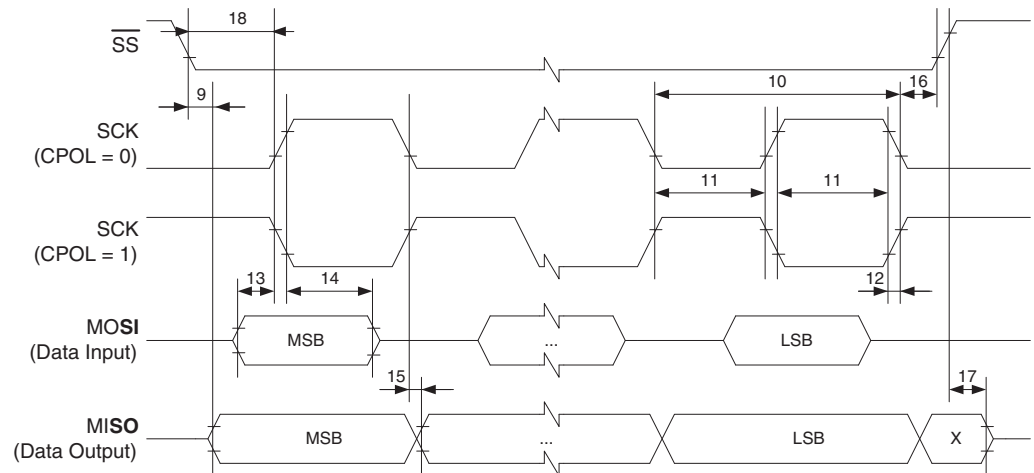 18
SS
10
16
9
SCK
(CPOL = 0)
11
11
SCK
(CPOL = 1)
13
14
12
MOSI
(Data Input)
MSB
...
LSB
15
17
MISO
(Data Output)
MSB
...
LSB
X